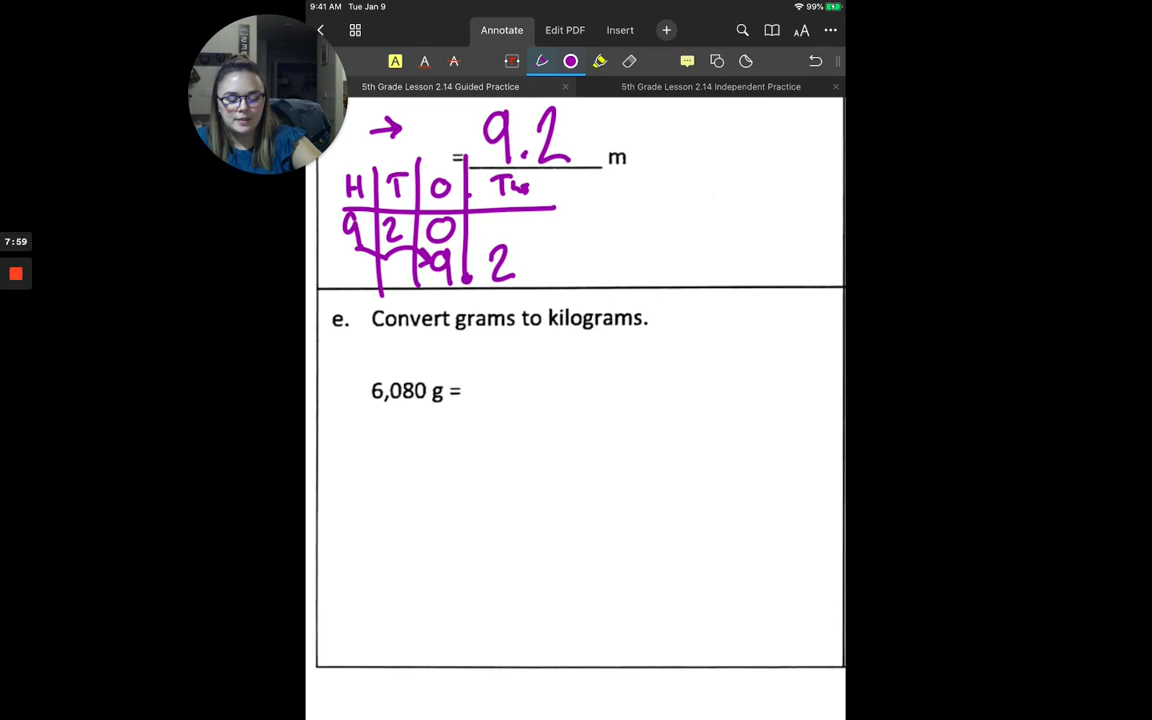 9:41 AM Tue Jan 9
99%
Annotate Edit PDF Insert
5th Grade Lesson 2.14 Guided Practice
5th Grade Lesson 2.14 Independent Practice
7:59
→ 9.2
= m
H T O . Ths
9 2 0
9 . 2
e. Convert grams to kilograms.
6,080 g =